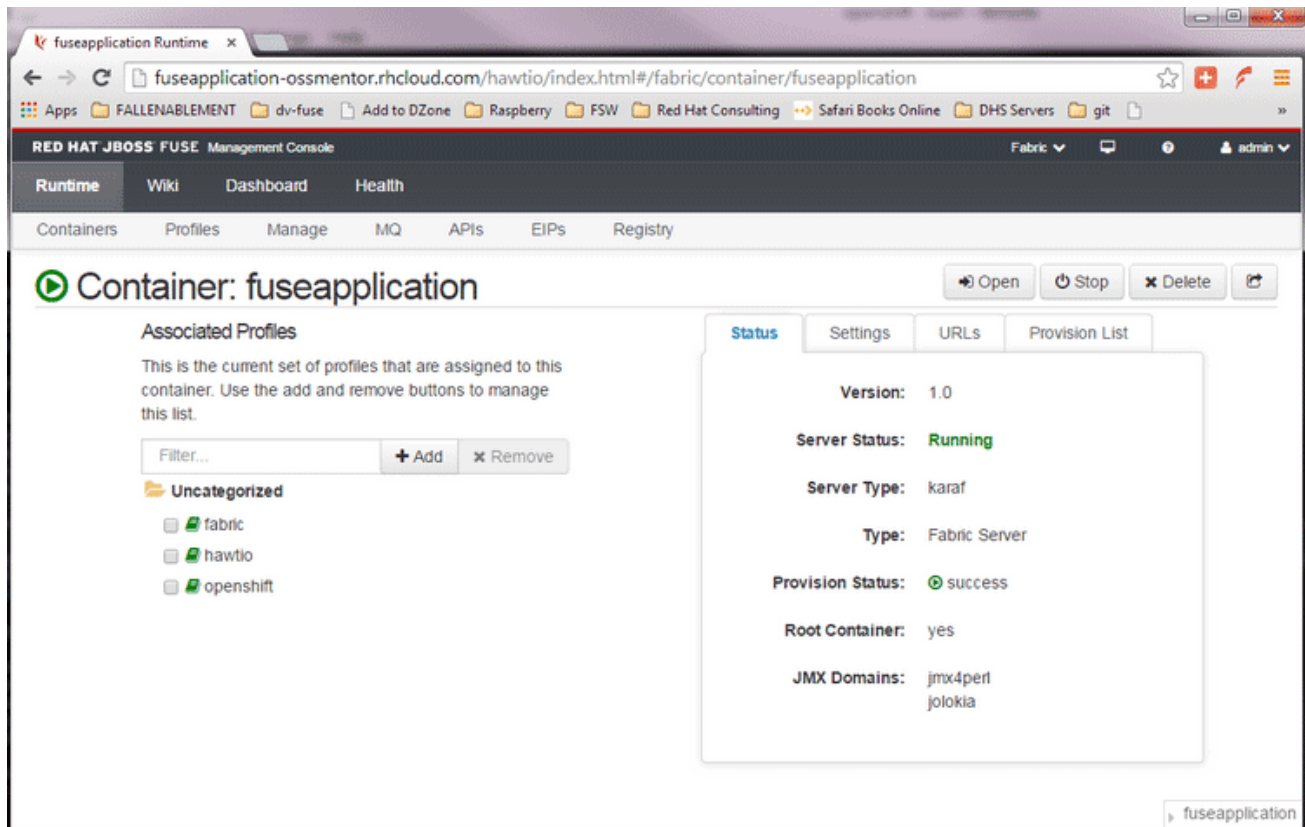 fuseapplication Runtime
fuseapplication-ossmentor.rhcloud.com/hawtio/index.html#/fabric/container/fuseapplication
Apps FALLENABLEMENT dv-fuse Add to DZone Raspberry FSW Red Hat Consulting Safari Books Online DHS Servers git »
RED HAT JBOSS FUSE Management Console Fabric admin
Runtime Wiki Dashboard Health
Containers Profiles Manage MQ APIs EIPs Registry
Container: fuseapplication Open Stop Delete
Associated Profiles
This is the current set of profiles that are assigned to this
container. Use the add and remove buttons to manage
this list.
Filter... Add Remove
Uncategorized
fabric
hawtio
openshift
Status Settings URLs Provision List
Version: 1.0
Server Status: Running
Server Type: karaf
Type: Fabric Server
Provision Status: success
Root Container: yes
JMX Domains: jmx4perl
jolokia
fuseapplication